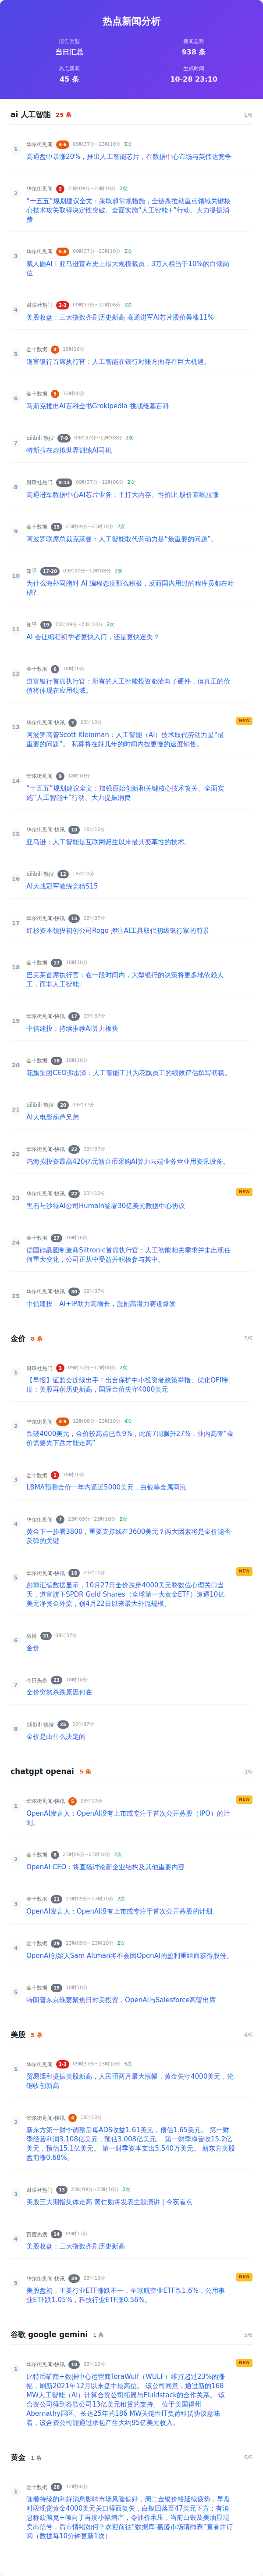 热点新闻分析
报告类型
新闻总数
当日汇总
938 条
热点新闻
生成时间
45 条
10-28 23:10
ai 人工智能 25 条 1/6
1
华尔街见闻 4-6 09时37分~23时10分 5次
高通盘中暴涨20%，推出人工智能芯片，在数据中心市场与英伟达竞争
2
华尔街见闻 2 23时09分~23时10分 2次
“十五五”规划建议全文：采取超常规措施，全链条推动重点领域关键核
心技术攻关取得决定性突破、全面实施“人工智能+”行动、大力提振消
费
3
华尔街见闻 5-8 09时37分~23时10分 5次
裁人砸AI！亚马逊宣布史上最大规模裁员，3万人相当于10%的白领岗
位
4
财联社热门 2-3 09时37分~12时08分 2次
美股收盘：三大指数齐刷历史新高 高通进军AI芯片股价暴涨11%
5
金十数据 4 18时10分
道富银行首席执行官：人工智能在银行对账方面存在巨大机遇。
6
金十数据 5 12时08分
马斯克推出AI百科全书Grokipedia 挑战维基百科
7
bilibili 热搜 7-9 09时37分~12时08分 2次
特斯拉在虚拟世界训练AI司机
8
财联社热门 8-13 09时37分~12时08分 2次
高通进军数据中心AI芯片业务：主打大内存、性价比 股价直线拉涨
9
金十数据 15 23时09分~23时10分 2次
阿波罗联席总裁克莱曼：人工智能取代劳动力是“最重要的问题”。
10
知乎 17-20 09时37分~12时08分 2次
为什么海外同胞对 AI 编程态度那么积极，反而国内用过的程序员都在吐
槽?
11
知乎 19 23时09分~23时10分 2次
AI 会让编程初学者更快入门，还是更快迷失？
12
金十数据 6 18时10分
道富银行首席执行官：所有的人工智能投资都流向了硬件，但真正的价
值将体现在应用领域。
13
华尔街见闻-快讯 7 23时10分
NEW
阿波罗高管Scott Kleinman：人工智能（AI）技术取代劳动力是“最
重要的问题”。 私募将在好几年的时间内按更慢的速度销售。
14
华尔街见闻 9 18时10分
“十五五”规划建议全文：加强原始创新和关键核心技术攻关、全面实
施“人工智能+”行动、大力提振消费
15
华尔街见闻-快讯 10 18时10分
亚马逊：人工智能是互联网诞生以来最具变革性的技术。
16
bilibili 热搜 12 18时10分
AI大战冠军教练竟猜S15
17
华尔街见闻-快讯 15 09时37分
红杉资本领投初创公司Rogo 押注AI工具取代初级银行家的前景
18
金十数据 17 18时10分
巴克莱首席执行官：在一段时间内，大型银行的决策将更多地依赖人
工，而非人工智能。
19
华尔街见闻-快讯 17 09时37分
中信建投：持续推荐AI算力板块
20
金十数据 18 18时10分
花旗集团CEO弗雷泽：人工智能工具为花旗员工的绩效评估撰写初稿。
21
bilibili 热搜 20 09时37分
AI大电影葫芦兄弟
22
华尔街见闻-快讯 22 09时37分
鸿海拟投资最高420亿元新台币采购AI算力云端业务营业用资讯设备。
23
华尔街见闻-快讯 22 23时10分
NEW
黑石与沙特AI公司Humain签署30亿美元数据中心协议
24
金十数据 27 18时10分
德国硅晶圆制造商Siltronic首席执行官：人工智能相关需求并未出现任
何重大变化，公司正从中受益并积极参与其中。
25
华尔街见闻-快讯 30 09时37分
中信建投：AI+IP助力高增长，漫剧高潜力赛道爆发
金价 8 条 2/6
1
财联社热门 1 09时37分~12时08分 2次
【早报】证监会连续出手！出台保护中小投资者政策举措、优化QFII制
度；美股再创历史新高，国际金价失守4000美元
2
华尔街见闻 4-9 12时08分~23时10分 4次
跌破4000美元，金价较高点已跌9%，此前7周飙升27%，业内高管“金
价需要先下跌才能走高”
3
金十数据 1 18时10分
LBMA预测金价一年内逼近5000美元，白银等金属同涨
4
华尔街见闻 7 23时09分~23时10分 2次
黄金下一步看3800，重要支撑线在3600美元？两大因素将是金价能否
反弹的关键
5
华尔街见闻-快讯 16 23时10分
NEW
彭博汇编数据显示，10月27日金价跌穿4000美元整数位心理关口当
天，道富旗下SPDR Gold Shares（全球第一大黄金ETF）遭遇10亿
美元净资金外流，创4月22日以来最大外流规模。
6
微博 21 09时37分
金价
7
今日头条 23 18时10分
金价突然杀跌原因何在
8
bilibili 热搜 25 09时37分
金价是由什么决定的
chatgpt openai 5 条 3/6
1
华尔街见闻-快讯 5 23时10分
NEW
OpenAI发言人：OpenAI没有上市或专注于首次公开募股（IPO）的计
划。
2
金十数据 8 23时09分~23时10分 2次
OpenAI CEO：将直播讨论新企业结构及其他重要内容
3
金十数据 11 23时09分~23时10分 2次
OpenAI发言人：OpenAI没有上市或专注于首次公开募股的计划。
4
金十数据 29 23时09分~23时10分 2次
OpenAI创始人Sam Altman将不会因OpenAI的盈利重组而获得股份。
5
金十数据 15 18时10分
特朗普东京晚宴聚焦日对美投资，OpenAI与Salesforce高管出席
美股 5 条 4/6
1
华尔街见闻 1-3 09时37分~23时10分 5次
贸易缓和提振美股新高，人民币两月最大涨幅，黄金失守4000美元，伦
铜收创新高
2
华尔街见闻-快讯 4 18时10分
新东方第一财季调整后每ADS收益1.61美元，预估1.65美元。 第一财
季经营利润3.108亿美元，预估3.008亿美元。 第一财季净营收15.2亿
美元，预估15.1亿美元。 第一财季资本支出5,540万美元。 新东方美股
盘前涨0.68%。
3
财联社热门 13 23时09分~23时10分 2次
美股三大期指集体走高 黄仁勋将发表主题演讲 | 今夜看点
4
百度热搜 14 09时37分
美股收盘：三大指数齐刷历史新高
5
华尔街见闻-快讯 29 23时10分
NEW
美股盘初，主要行业ETF涨跌不一，全球航空业ETF跌1.6%，公用事
业ETF跌1.05%，科技行业ETF涨0.56%。
谷歌 google gemini 1 条 5/6
1
华尔街见闻-快讯 10 23时10分
NEW
比特币矿商+数据中心运营商TeraWulf（WULF）维持超过23%的涨
幅，刷新2021年12月以来盘中最高位。 该公司同意，通过新的168
MW人工智能（AI）计算合资公司拓展与Fluidstack的合作关系。 该
合资公司得到谷歌公司13亿美元租赁的支持。 位于美国得州
Abernathy园区、长达25年的186 MW关键性IT负荷租赁协议意味
着，该合资公司能通过承包产生大约95亿美元收入。
黄金 1 条 6/6
1
金十数据 28 12时08分
随着持续的利好消息影响市场风险偏好，周二金银价格延续疲势，早盘
时段现货黄金4000美元关口得而复失，白银回落至47美元下方；有消
息称欧佩克+倾向于再度小幅增产，令油价承压，当前白银及美油显现
卖出信号，后市情绪如何？欢迎前往“数据库-嘉盛市场晴雨表”查看并订
阅（数据每10分钟更新1次）